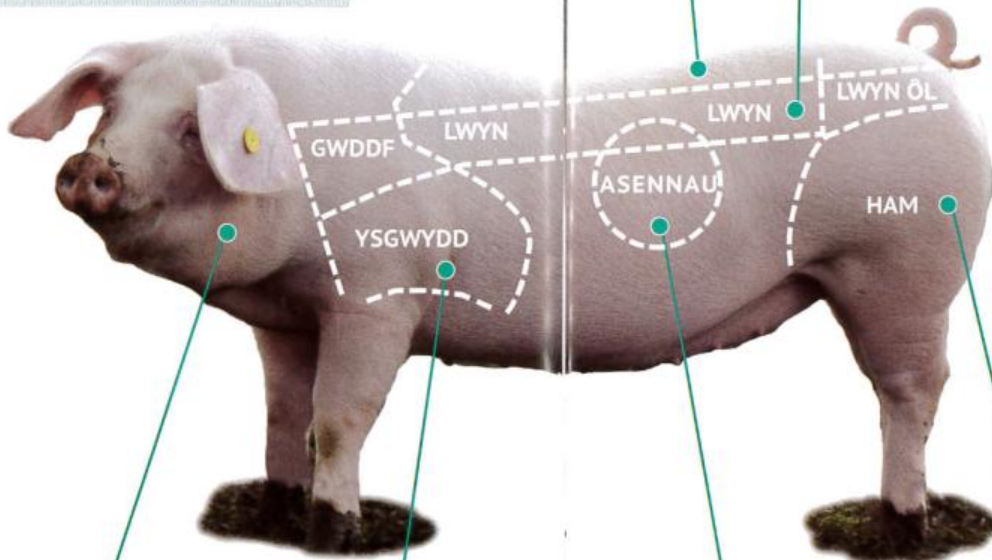 GWDDF
LWYN
LWYN
LWYN ÔL
ASENNAU
YSGWYDD
HAM